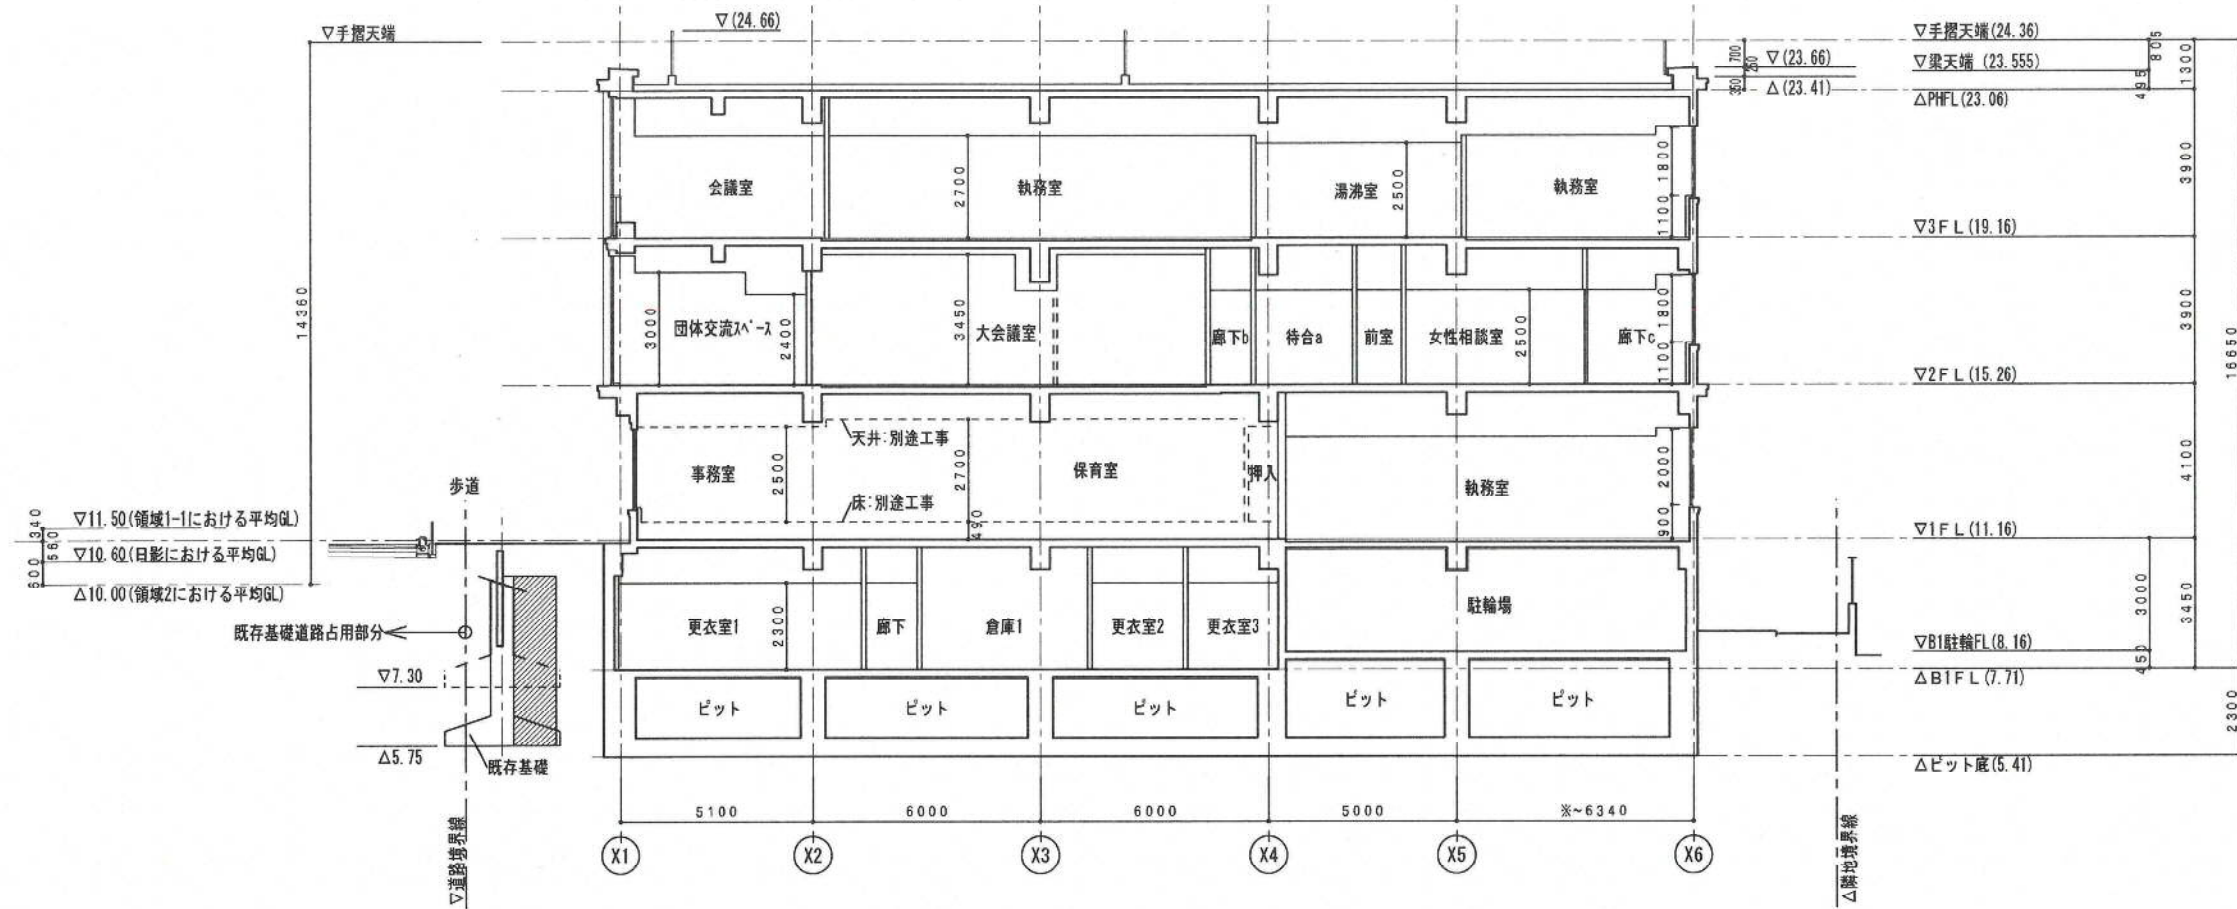 ▽手摺天端
▽(24.66)
▽手摺天端(24.36)
▽(23.66)
▽梁天端 (23.555)
△(23.41)
△PHFL(23.06)
700
250
350
805
495
1300
会議室
2700
執務室
湯沸室
2500
執務室
1800
1100
3900
▽3FL(19.16)
14360
3000
団体交流スペース
2400
3450
大会議室
廊下b
待合a
前室
女性相談室
2500
廊下c
1800
1100
3900
16650
▽2FL(15.26)
天井:別途工事
事務室
2500
2700
保育室
押入
執務室
2000
900
4100
床:別途工事
490
歩道
▽11.50(領域1-1における平均GL)
▽10.60(日影における平均GL)
△10.00(領域2における平均GL)
340
560
600
▽1FL(11.16)
既存基礎道路占用部分
更衣室1
2300
廊下
倉庫1
更衣室2
更衣室3
駐輪場
3000
3450
▽B1駐輪FL(8.16)
450
△B1FL(7.71)
▽7.30
ピット
ピット
ピット
ピット
ピット
2300
△5.75
既存基礎
△ピット底(5.41)
5100
6000
6000
5000
※~6340
X1
X2
X3
X4
X5
X6
▽道路境界線
△隣地境界線